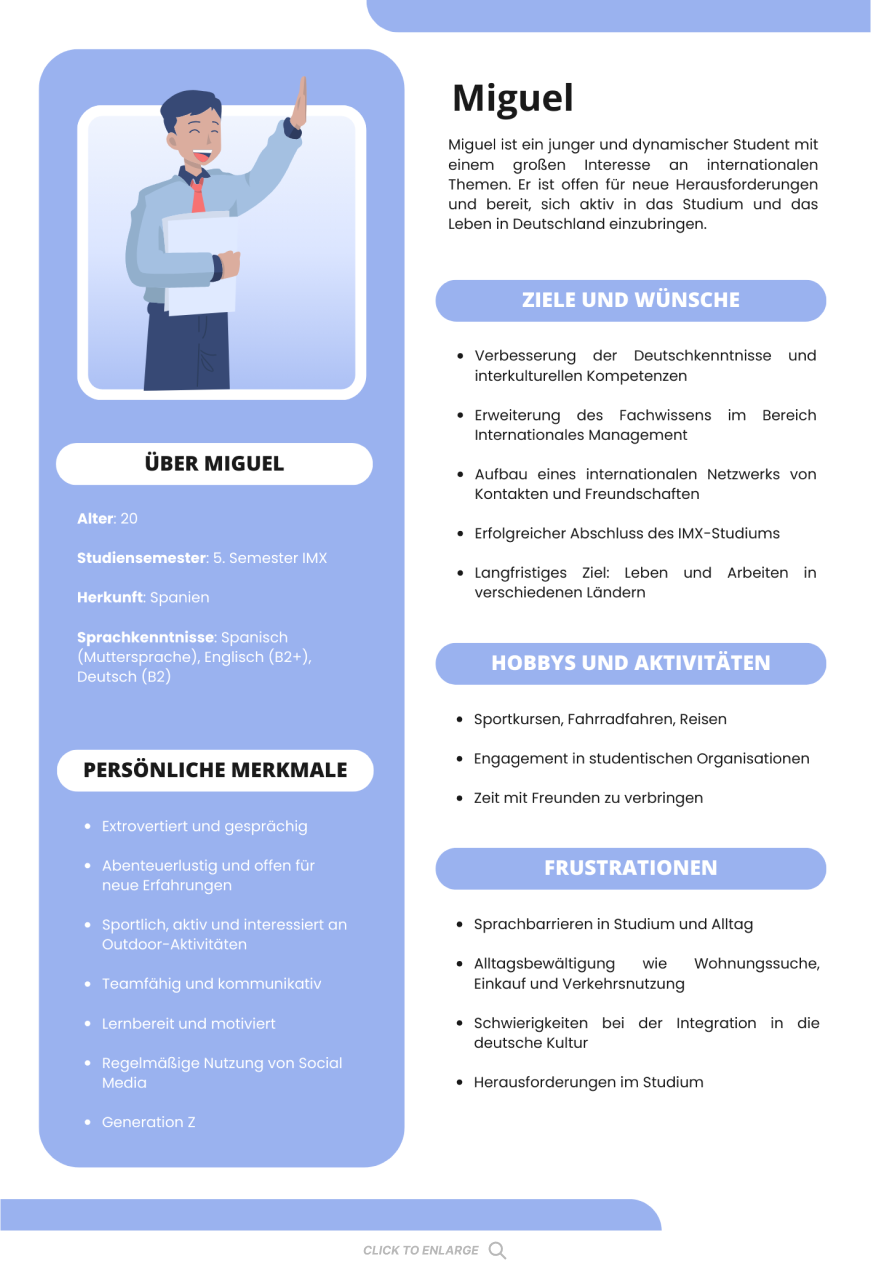 Miguel
Miguel ist ein junger und dynamischer Student mit
einem großen Interesse an internationalen
Themen. Er ist offen für neue Herausforderungen
und bereit, sich aktiv in das Studium und das
Leben in Deutschland einzubringen.
ÜBER MIGUEL
Alter: 20
Studiensemester: 5. Semester IMX
Herkunft: Spanien
Sprachkenntnisse: Spanisch
(Muttersprache), Englisch (B2+),
Deutsch (B2)
PERSÖNLICHE MERKMALE
• Extrovertiert und gesprächig
• Abenteuerlustig und offen für
neue Erfahrungen
• Sportlich, aktiv und interessiert an
Outdoor-Aktivitäten
• Teamfähig und kommunikativ
• Lernbereit und motiviert
• Regelmäßige Nutzung von Social
Media
• Generation Z
ZIELE UND WÜNSCHE
• Verbesserung der Deutschkenntnisse und
interkulturellen Kompetenzen
• Erweiterung des Fachwissens im Bereich
Internationales Management
• Aufbau eines internationalen Netzwerks von
Kontakten und Freundschaften
• Erfolgreicher Abschluss des IMX-Studiums
• Langfristiges Ziel: Leben und Arbeiten in
verschiedenen Ländern
HOBBYS UND AKTIVITÄTEN
• Sportkursen, Fahrradfahren, Reisen
• Engagement in studentischen Organisationen
• Zeit mit Freunden zu verbringen
FRUSTRATIONEN
• Sprachbarrieren in Studium und Alltag
• Alltagsbewältigung wie Wohnungssuche,
Einkauf und Verkehrsnutzung
• Schwierigkeiten bei der Integration in die
deutsche Kultur
• Herausforderungen im Studium
CLICK TO ENLARGE